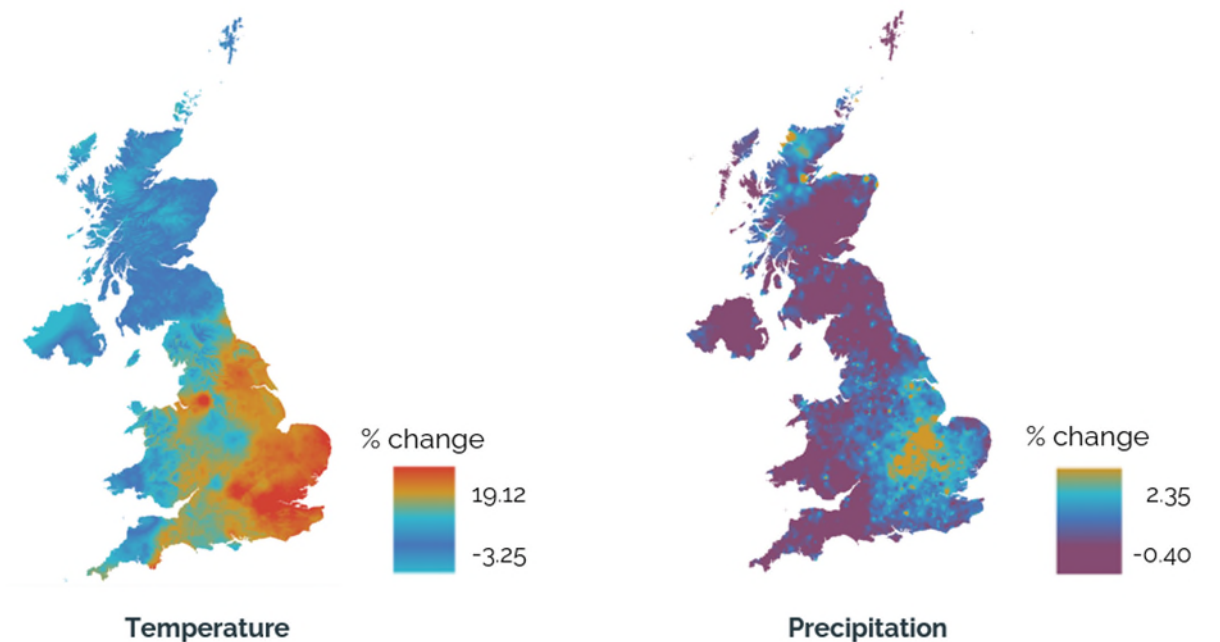 % change
19.12
-3.25
Temperature
% change
2.35
-0.40
Precipitation